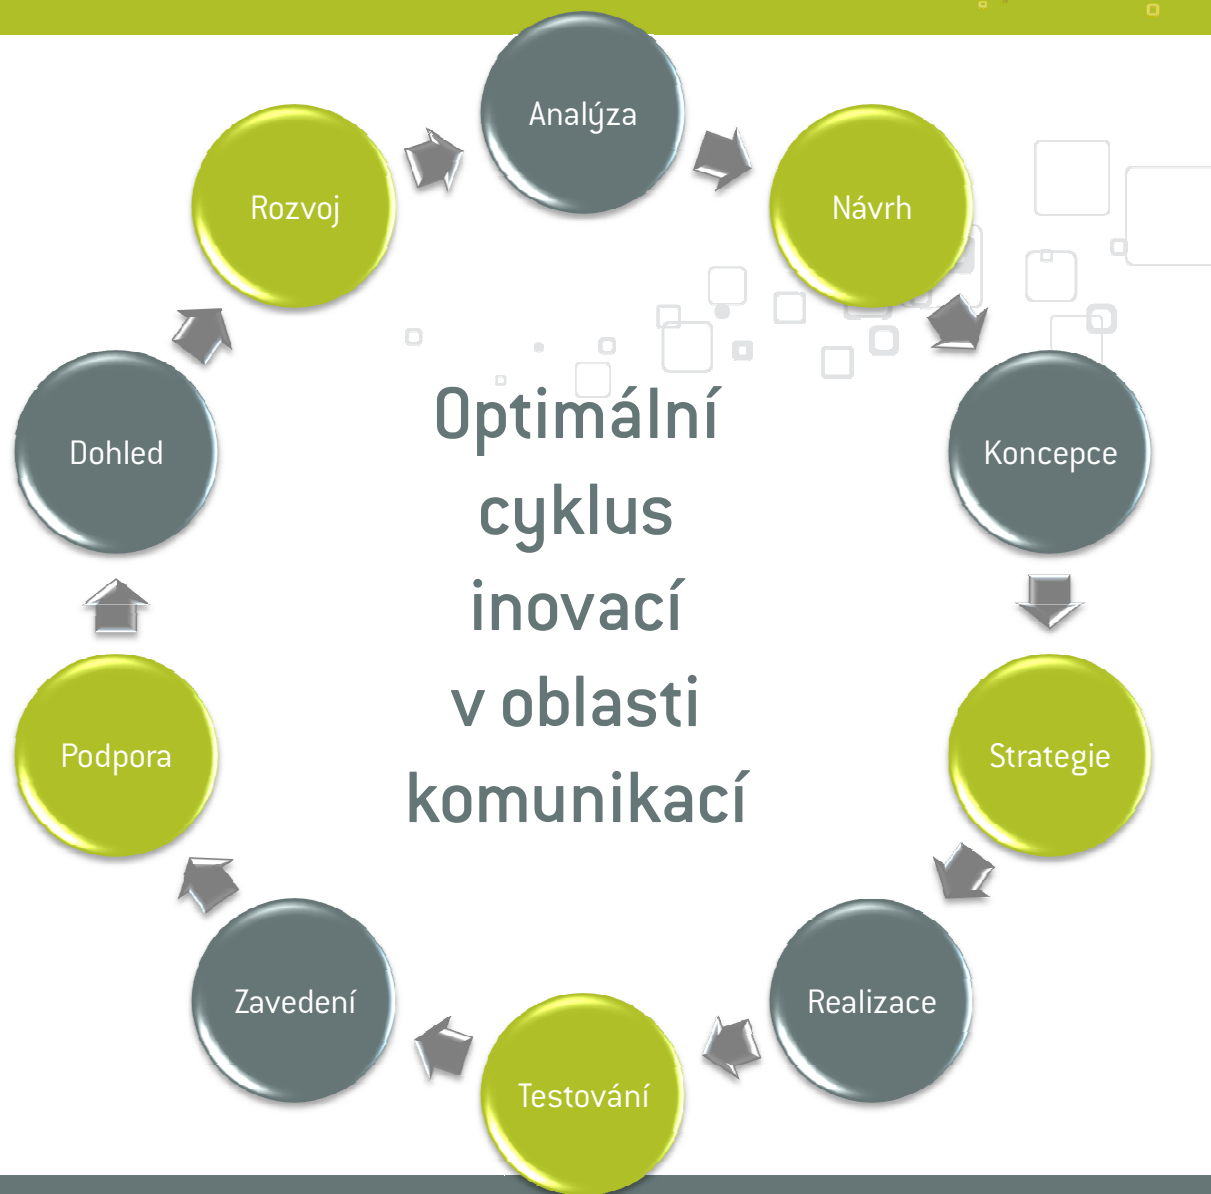 Analýza
Návrh
Koncepce
Strategie
Realizace
Testování
Zavedení
Podpora
Dohled
Rozvoj
Optimální
cyklus
inovací
v oblasti
komunikací